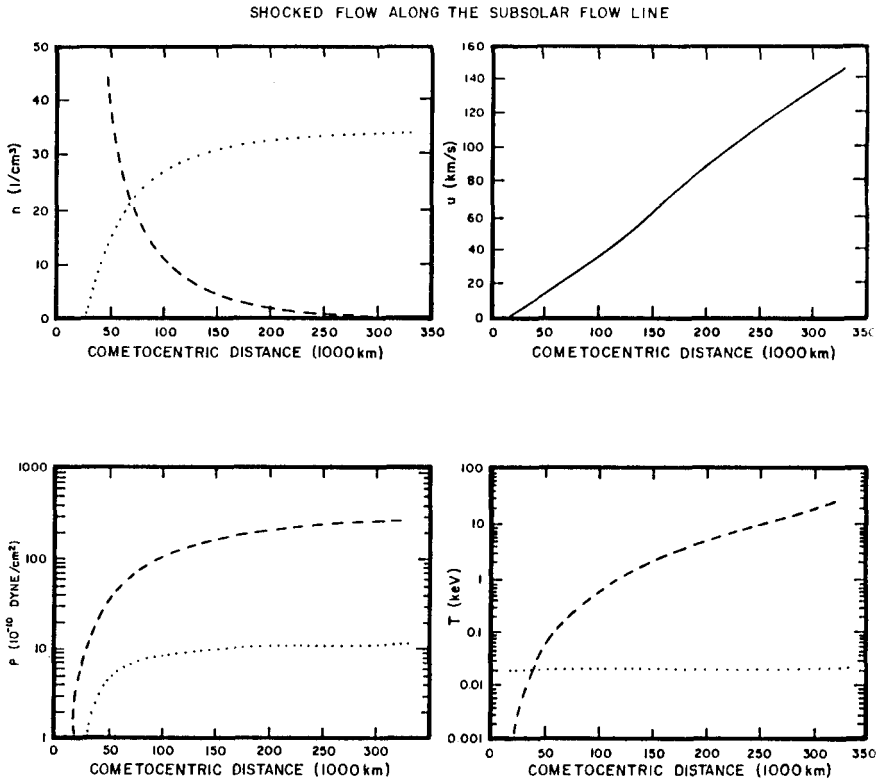 SHOCKED FLOW ALONG THE SUBSOLAR FLOW LINE
50
40
30
20
10
0
n (1/cm³)
0 50 100 150 200 250 300 350
COMETOCENTRIC DISTANCE (1000 km)
160
140
120
100
80
60
40
20
0
u (km/s)
0 50 100 150 200 250 300 350
COMETOCENTRIC DISTANCE (1000 km)
1000
100
10
1
P (10⁻¹⁰ DYNE/cm²)
0 50 100 150 200 250 300
COMETOCENTRIC DISTANCE (1000 km)
100
10
1
0.1
0.01
0.001
T (keV)
0 50 100 150 200 250 300 350
COMETOCENTRIC DISTANCE (1000 km)